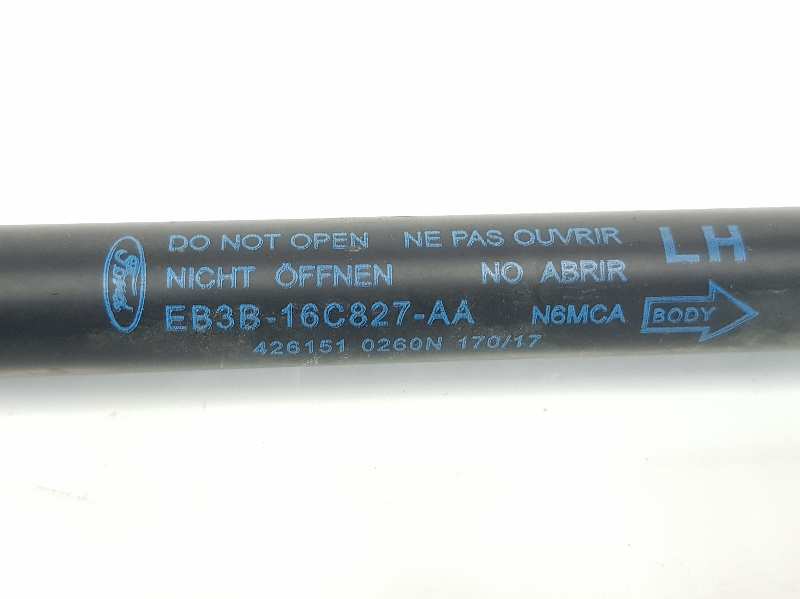 Ford
DO NOT OPEN NE PAS OUVRIR
LH
NICHT ÖFFNEN NO ABRIR
EB3B-16C827-AA N6MCA BODY
426151 0260N 170/17